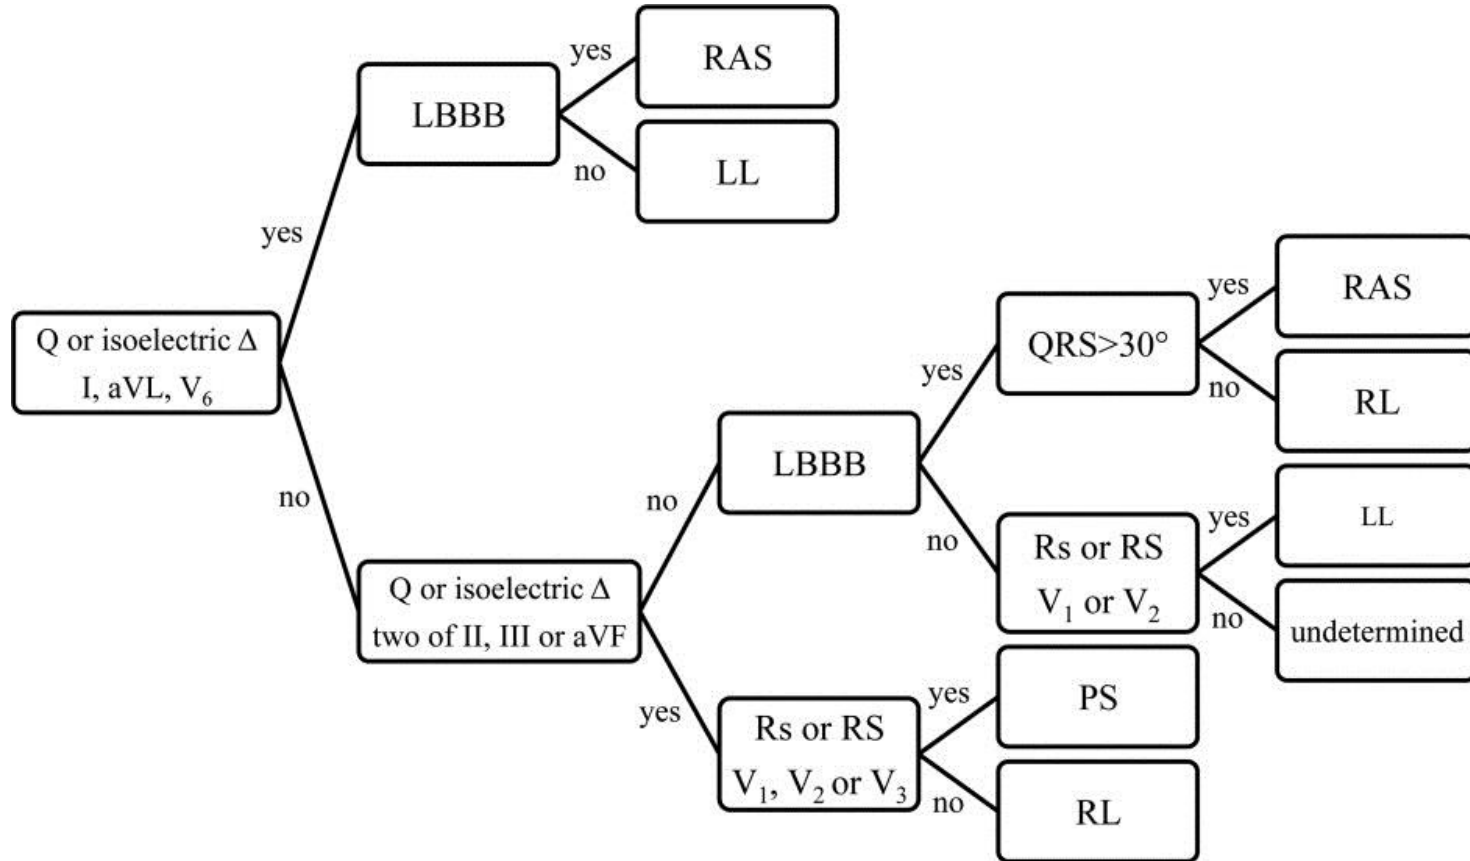 yes
RAS
LBBB
no
LL
yes
Q or isoelectric Δ
I, aVL, V₆
no
yes
RAS
QRS>30°
yes
no
RL
LBBB
no
yes
LL
no
Rs or RS
V₁ or V₂
no
undetermined
Q or isoelectric Δ
two of II, III or aVF
yes
yes
PS
Rs or RS
V₁, V₂ or V₃
no
RL